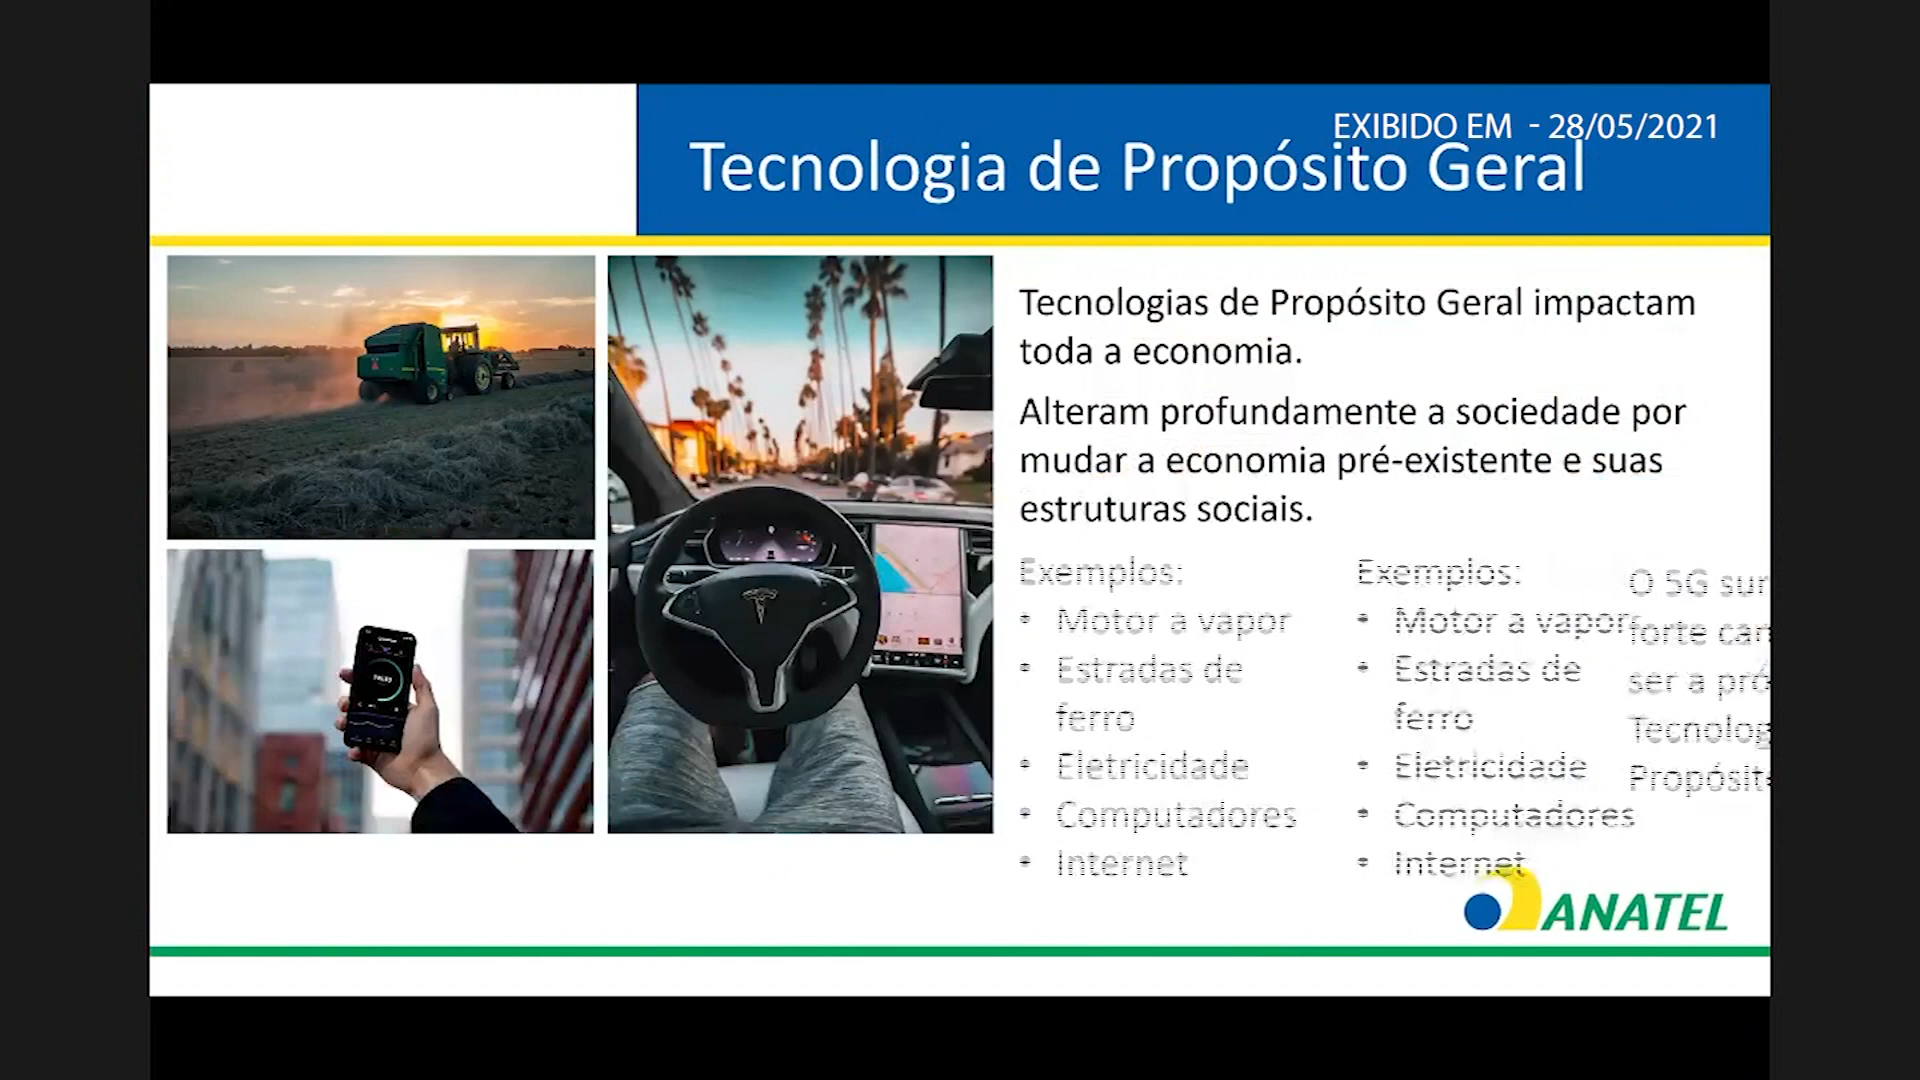 EXIBIDO EM - 28/05/2021
Tecnologia de Propósito Geral
Tecnologias de Propósito Geral impactam
toda a economia.
Alteram profundamente a sociedade por
mudar a economia pré-existente e suas
estruturas sociais.
Exemplos:
• Motor a vapor
• Estradas de
ferro
• Eletricidade
• Computadores
• Internet
Exemplos:
• Motor a vapor
• Estradas de
ferro
• Eletricidade
• Computadores
• Internet
O 5G sur
forte can
ser a pró
Tecnolog
Propósit
ANATEL